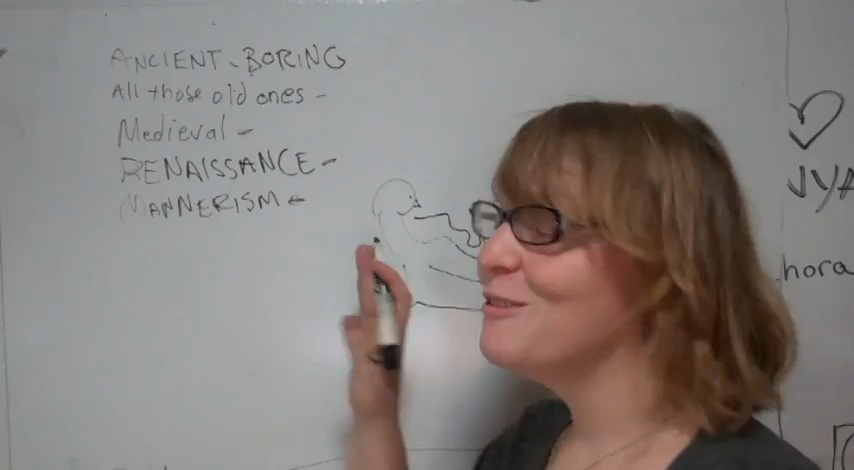 ANCIENT - BORING
All those old ones -
Medieval -
RENAISSANCE -
MANNERISM -
hora